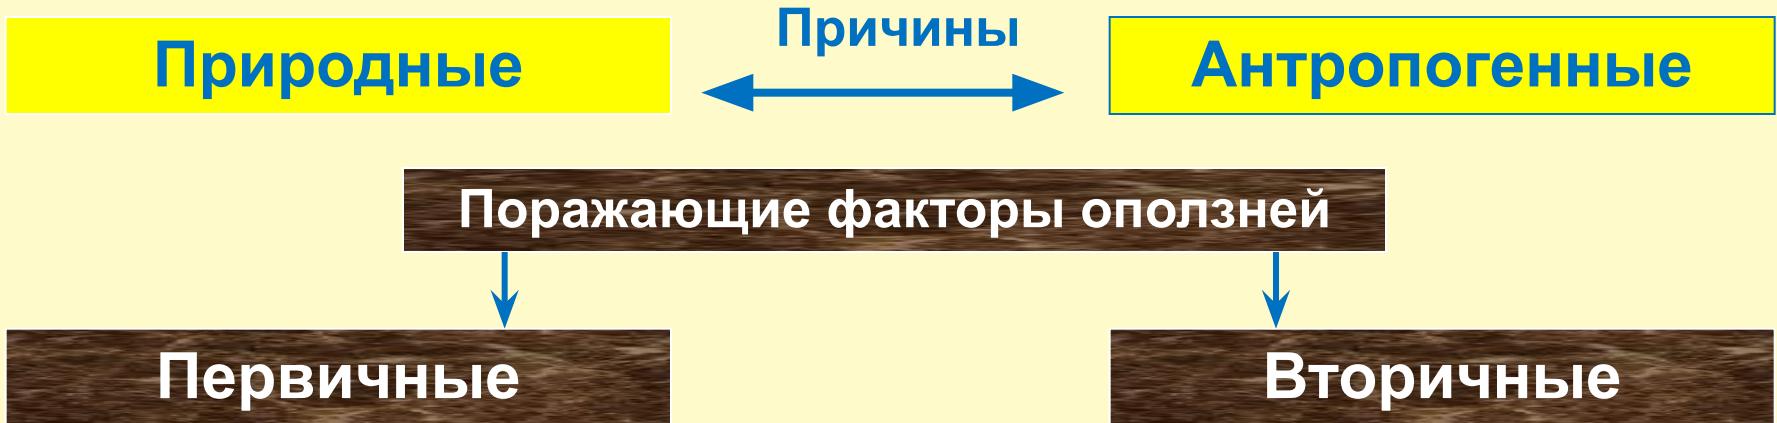 Причины
Природные
Антропогенные
Поражающие факторы оползней
Первичные
Вторичные